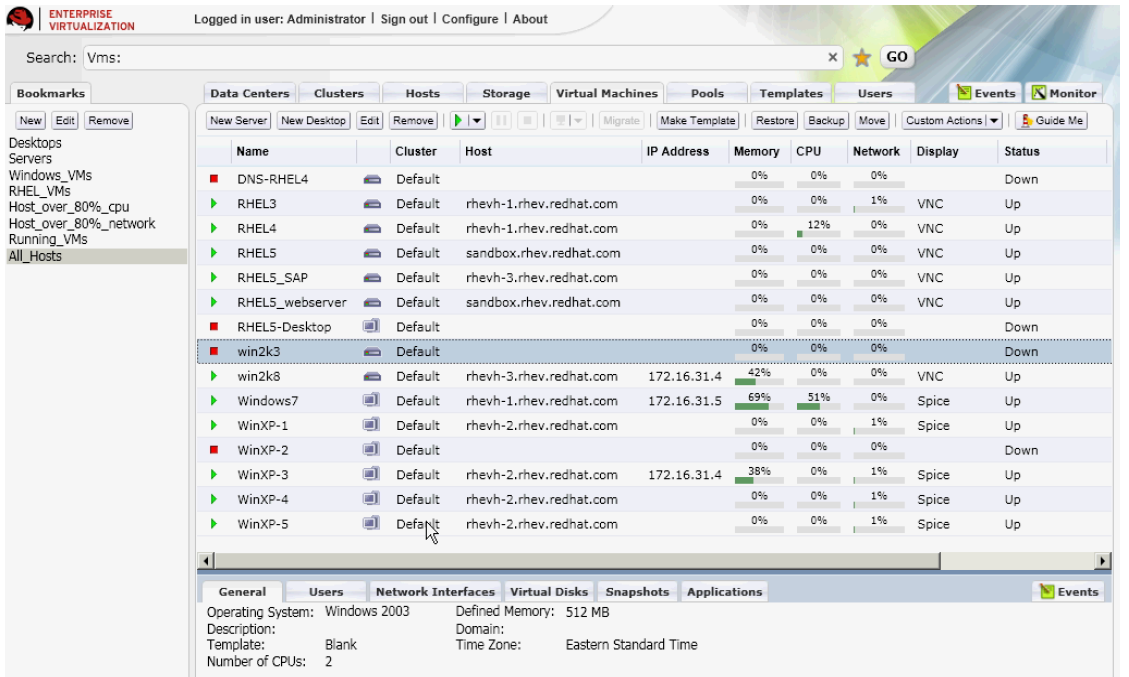 ENTERPRISE
VIRTUALIZATION
Logged in user: Administrator | Sign out | Configure | About
Search: Vms: × GO
Bookmarks
New Edit Remove
Desktops
Servers
Windows_VMs
RHEL_VMs
Host_over_80%_cpu
Host_over_80%_network
Running_VMs
All_Hosts
Data Centers Clusters Hosts Storage Virtual Machines Pools Templates Users Events Monitor
New Server New Desktop Edit Remove Migrate Make Template Restore Backup Move Custom Actions Guide Me
Name Cluster Host IP Address Memory CPU Network Display Status
DNS-RHEL4 Default 0% 0% 0% Down
RHEL3 Default rhevh-1.rhev.redhat.com 0% 0% 1% VNC Up
RHEL4 Default rhevh-1.rhev.redhat.com 0% 12% 0% VNC Up
RHEL5 Default sandbox.rhev.redhat.com 0% 0% 0% VNC Up
RHEL5_SAP Default rhevh-3.rhev.redhat.com 0% 0% 0% VNC Up
RHEL5_webserver Default sandbox.rhev.redhat.com 0% 0% 0% VNC Up
RHEL5-Desktop Default 0% 0% 0% Down
win2k3 Default 0% 0% 0% Down
win2k8 Default rhevh-3.rhev.redhat.com 172.16.31.4 42% 0% 0% VNC Up
Windows7 Default rhevh-1.rhev.redhat.com 172.16.31.5 69% 51% 0% Spice Up
WinXP-1 Default rhevh-2.rhev.redhat.com 0% 0% 1% Spice Up
WinXP-2 Default 0% 0% 0% Down
WinXP-3 Default rhevh-2.rhev.redhat.com 172.16.31.4 38% 0% 1% Spice Up
WinXP-4 Default rhevh-2.rhev.redhat.com 0% 0% 1% Spice Up
WinXP-5 Default rhevh-2.rhev.redhat.com 0% 0% 1% Spice Up
General Users Network Interfaces Virtual Disks Snapshots Applications Events
Operating System: Windows 2003 Defined Memory: 512 MB
Description: Domain:
Template: Blank Time Zone: Eastern Standard Time
Number of CPUs: 2